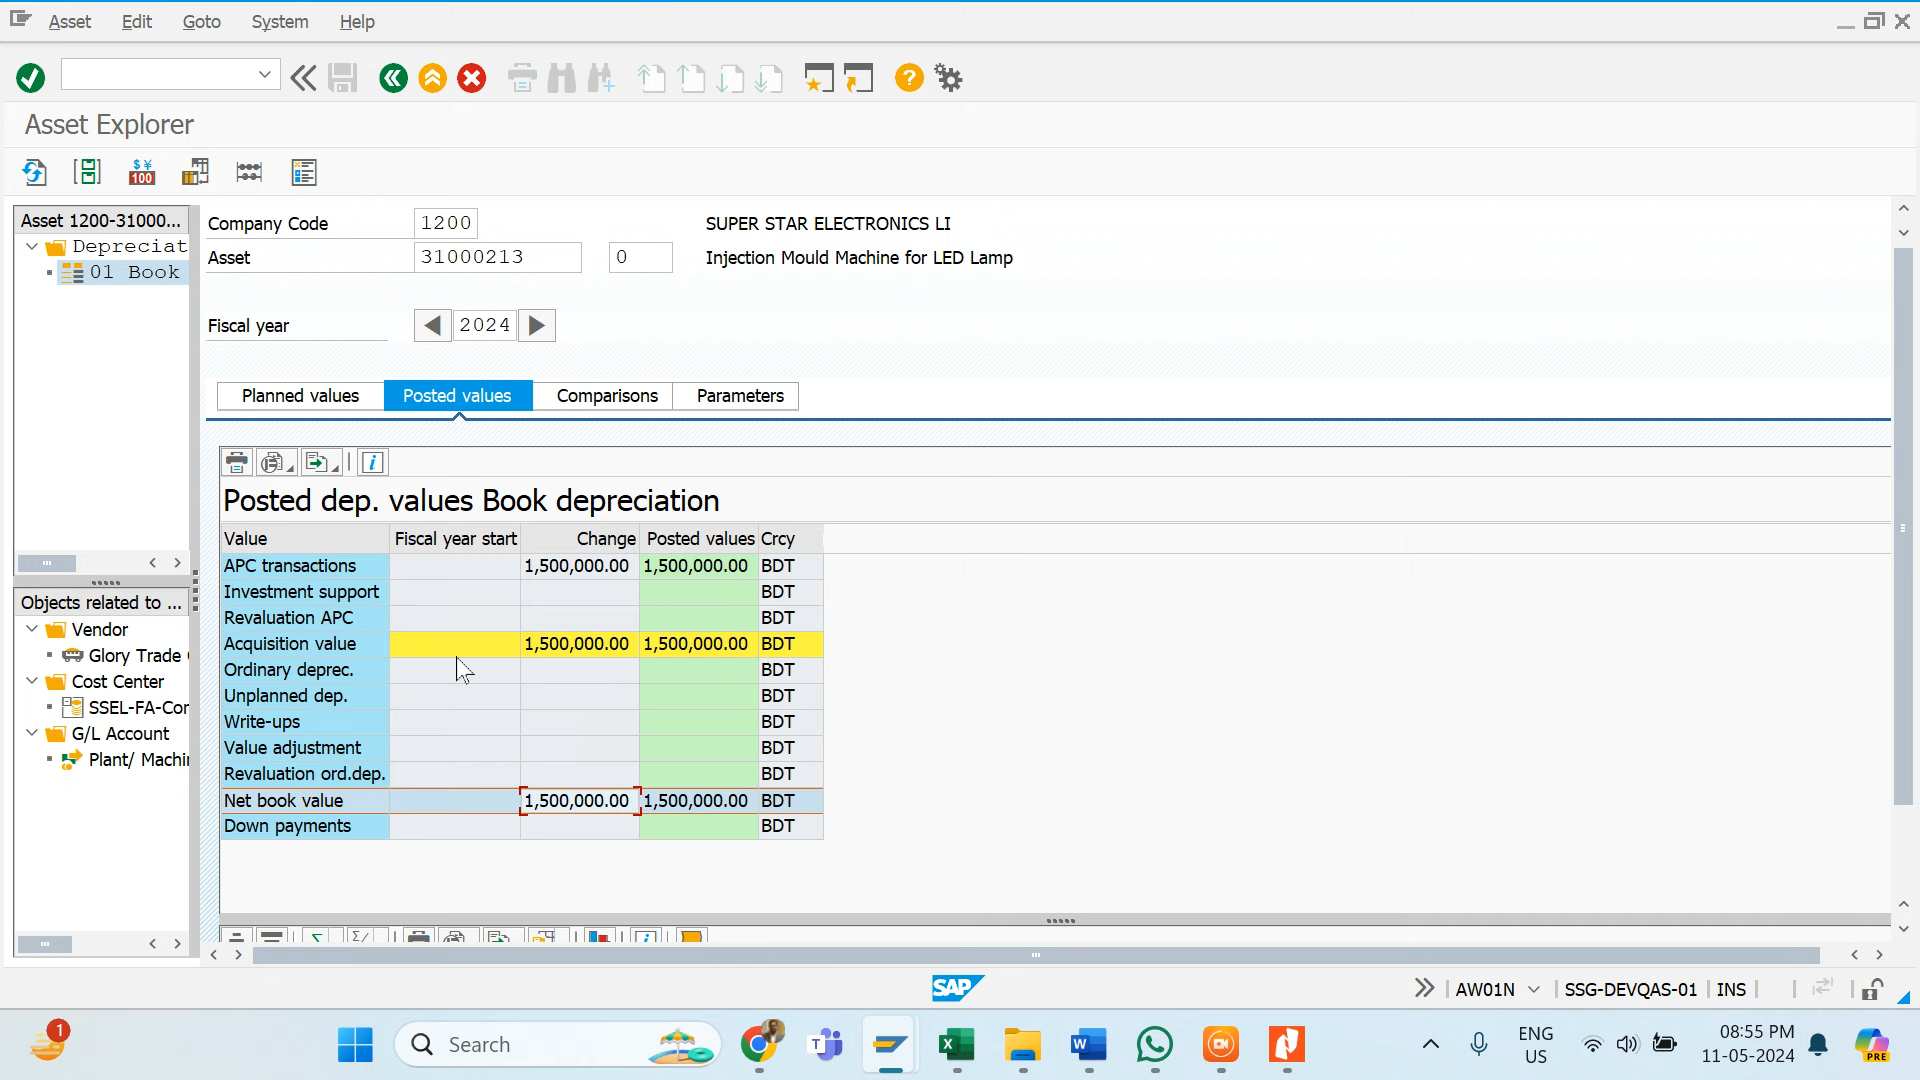 Asset Edit Goto System Help
Asset Explorer
Asset 1200-31000...
Depreciat
01 Book
Company Code 1200 SUPER STAR ELECTRONICS LI
Asset 31000213 0 Injection Mould Machine for LED Lamp
Fiscal year 2024
Planned values Posted values Comparisons Parameters
Posted dep. values Book depreciation
Value Fiscal year start Change Posted values Crcy
APC transactions 1,500,000.00 1,500,000.00 BDT
Investment support BDT
Revaluation APC BDT
Acquisition value 1,500,000.00 1,500,000.00 BDT
Ordinary deprec. BDT
Unplanned dep. BDT
Write-ups BDT
Value adjustment BDT
Revaluation ord.dep. BDT
Net book value 1,500,000.00 1,500,000.00 BDT
Down payments BDT
Objects related to ...
Vendor
Glory Trade
Cost Center
SSEL-FA-Cor
G/L Account
Plant/ Machi
SAP AW01N SSG-DEVQAS-01 INS
1 Search ENG 08:55 PM
US 11-05-2024 PRE